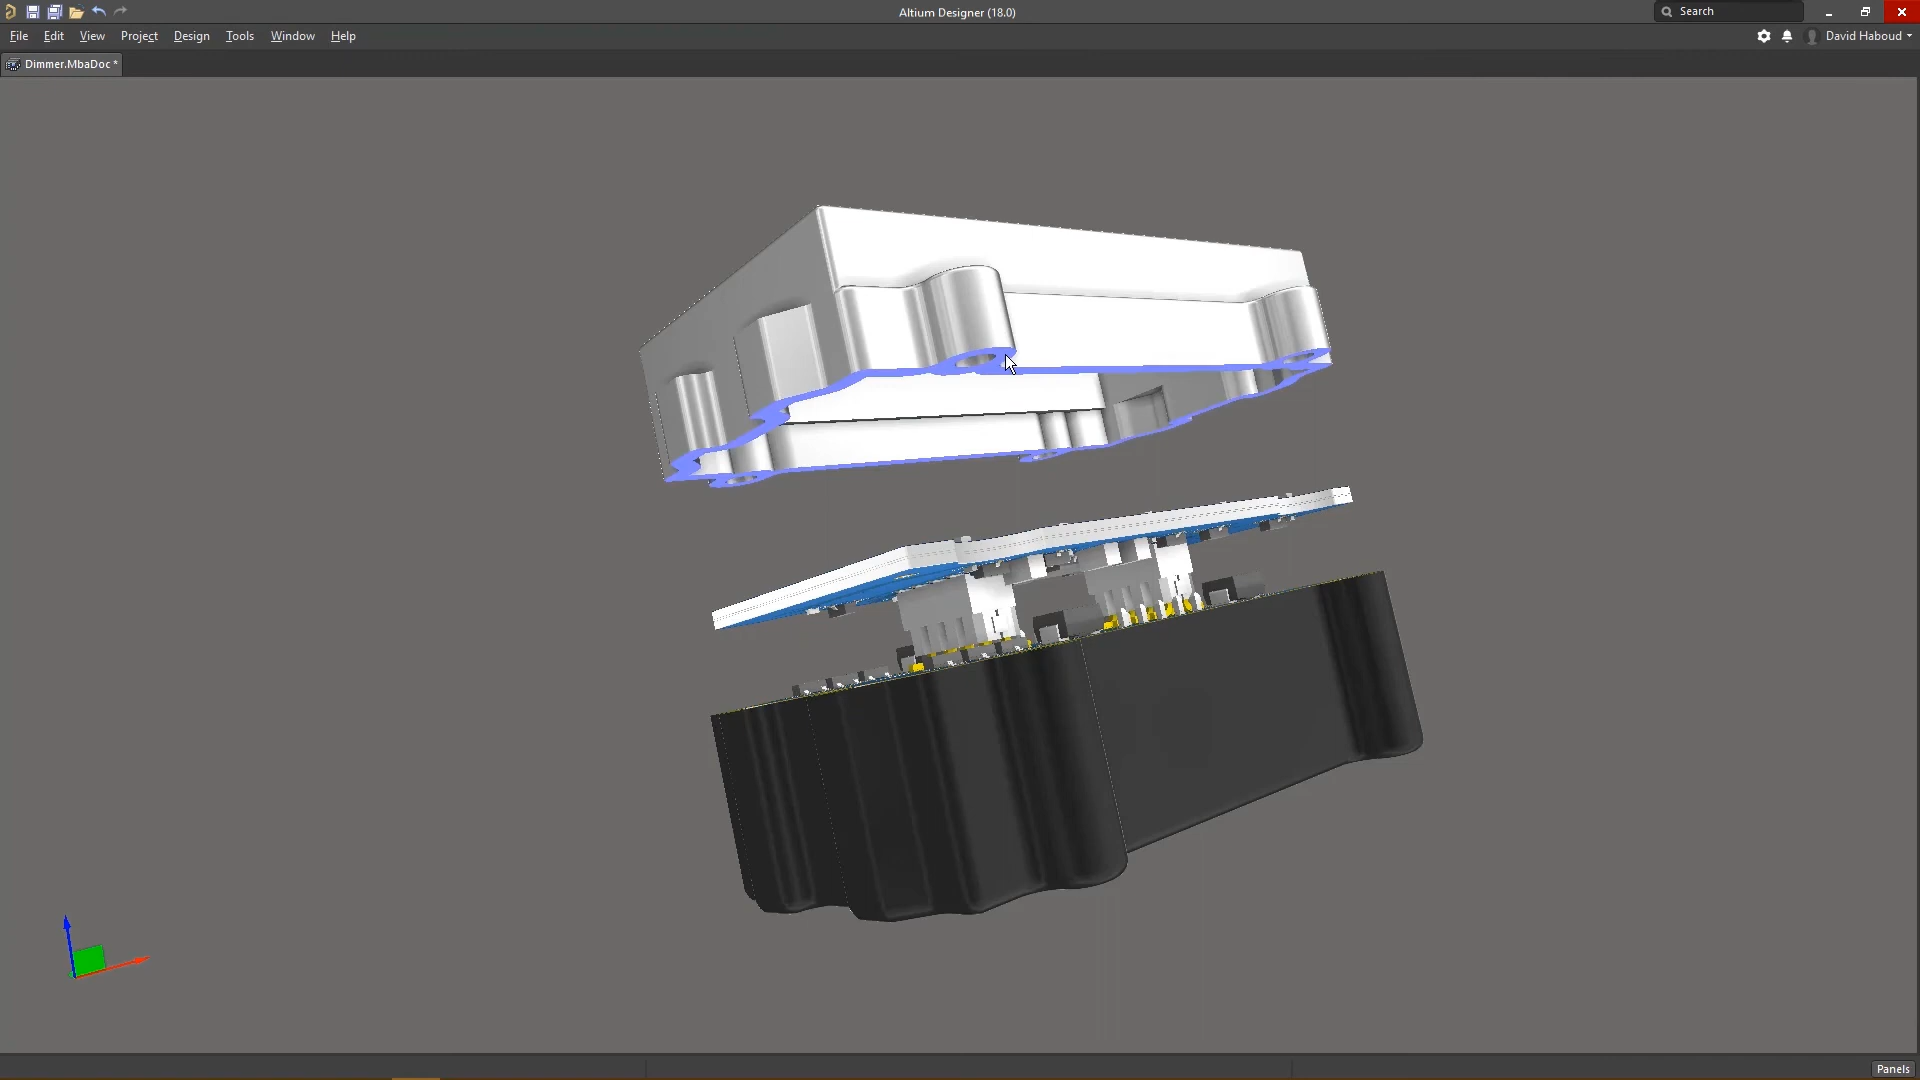 Altium Designer (18.0)
Search
File Edit View Project Design Tools Window Help
David Haboud
Dimmer.MbaDoc *
Panels